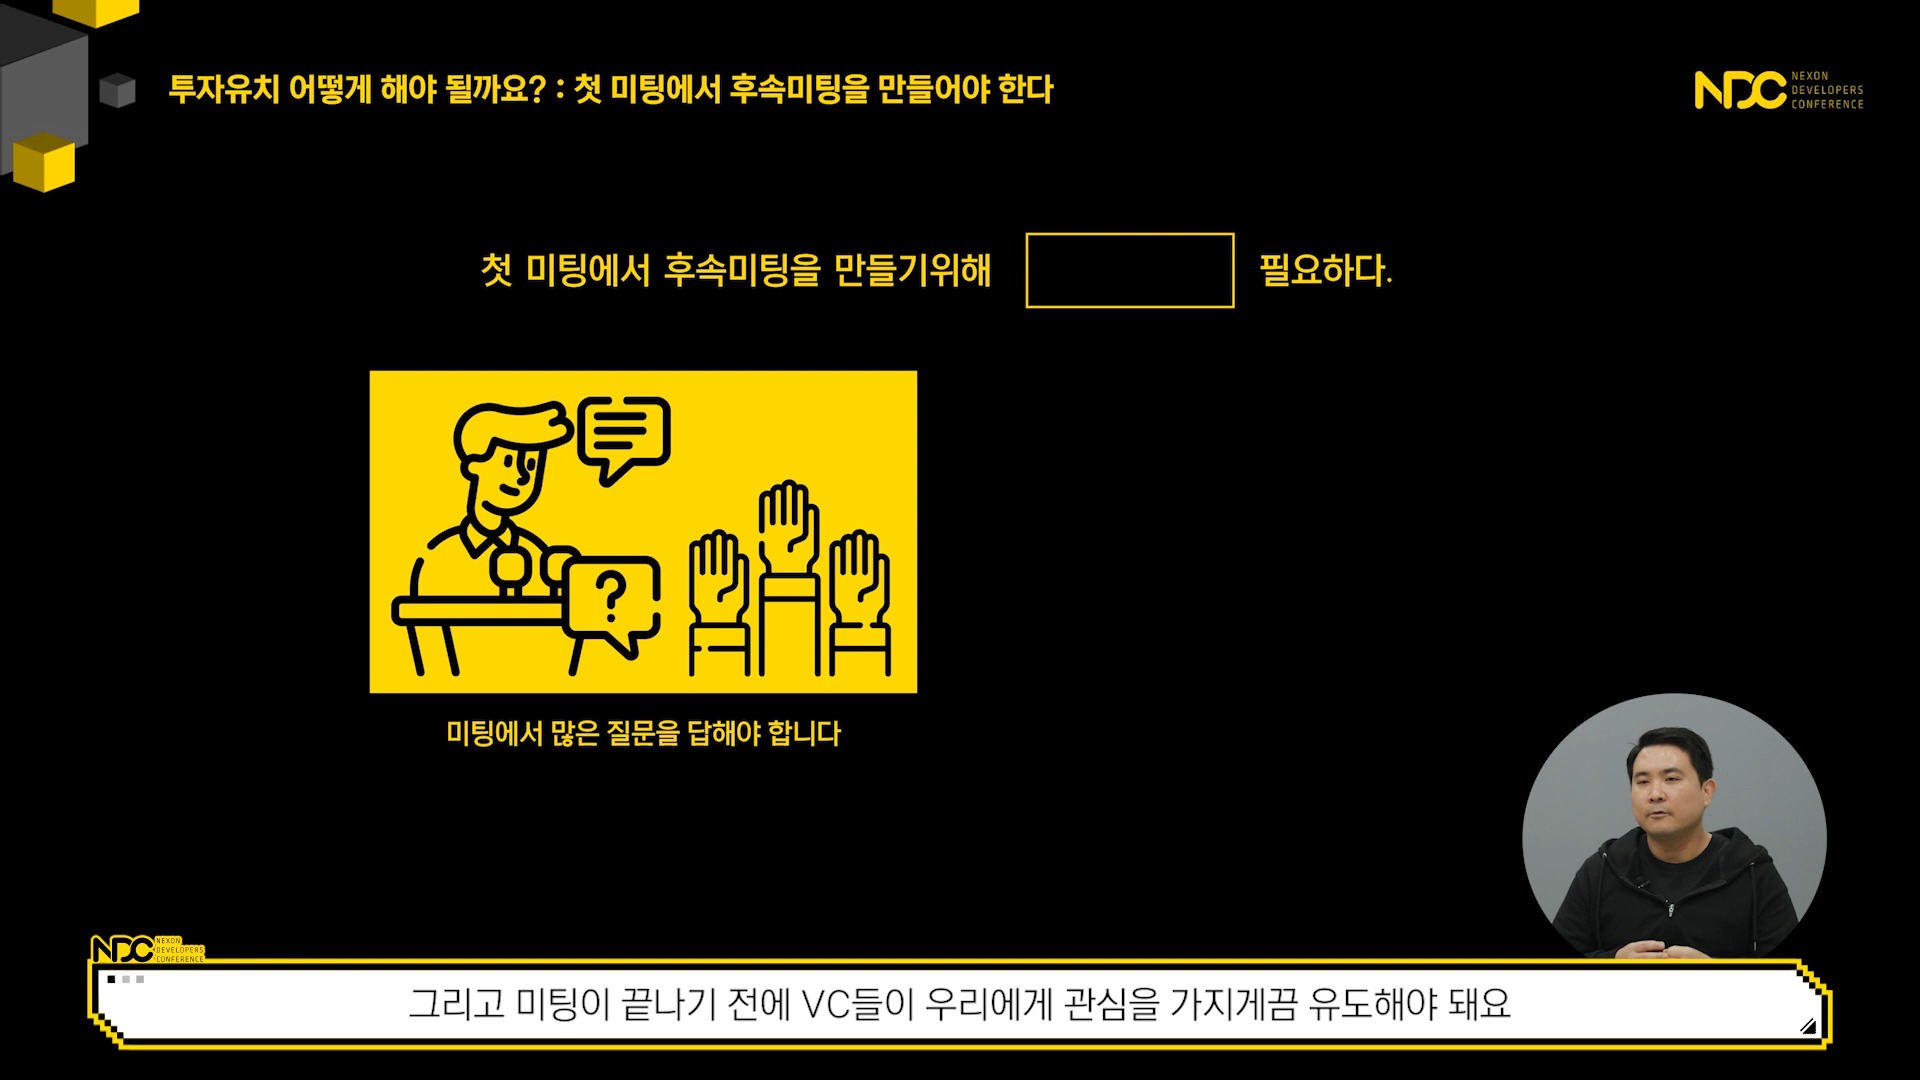 투자유치 어떻게 해야 될까요? : 첫 미팅에서 후속미팅을 만들어야 한다
NDC NEXON
DEVELOPERS
CONFERENCE
첫 미팅에서 후속미팅을 만들기위해 필요하다.
?
미팅에서 많은 질문을 답해야 합니다
NDC NEXON
DEVELOPERS
CONFERENCE
그리고 미팅이 끝나기 전에 VC들이 우리에게 관심을 가지게끔 유도해야 돼요